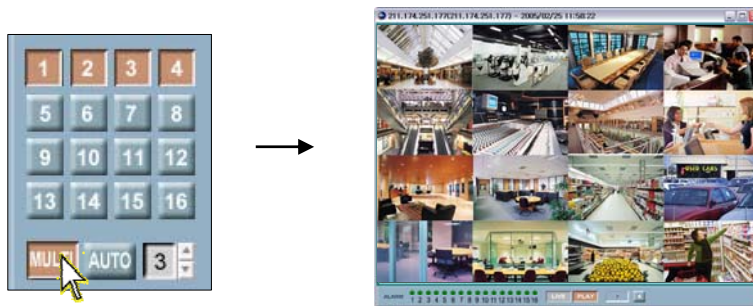 211.174.251.177(211.174.251.177) - 2005/02/25 11:58:22
1 2 3 4
5 6 7 8
9 10 11 12
13 14 15 16
MULTI AUTO 3
USED CARS
ALARM 1 2 3 4 5 6 7 8 9 10 11 12 13 14 15 16 LIVE PLAY